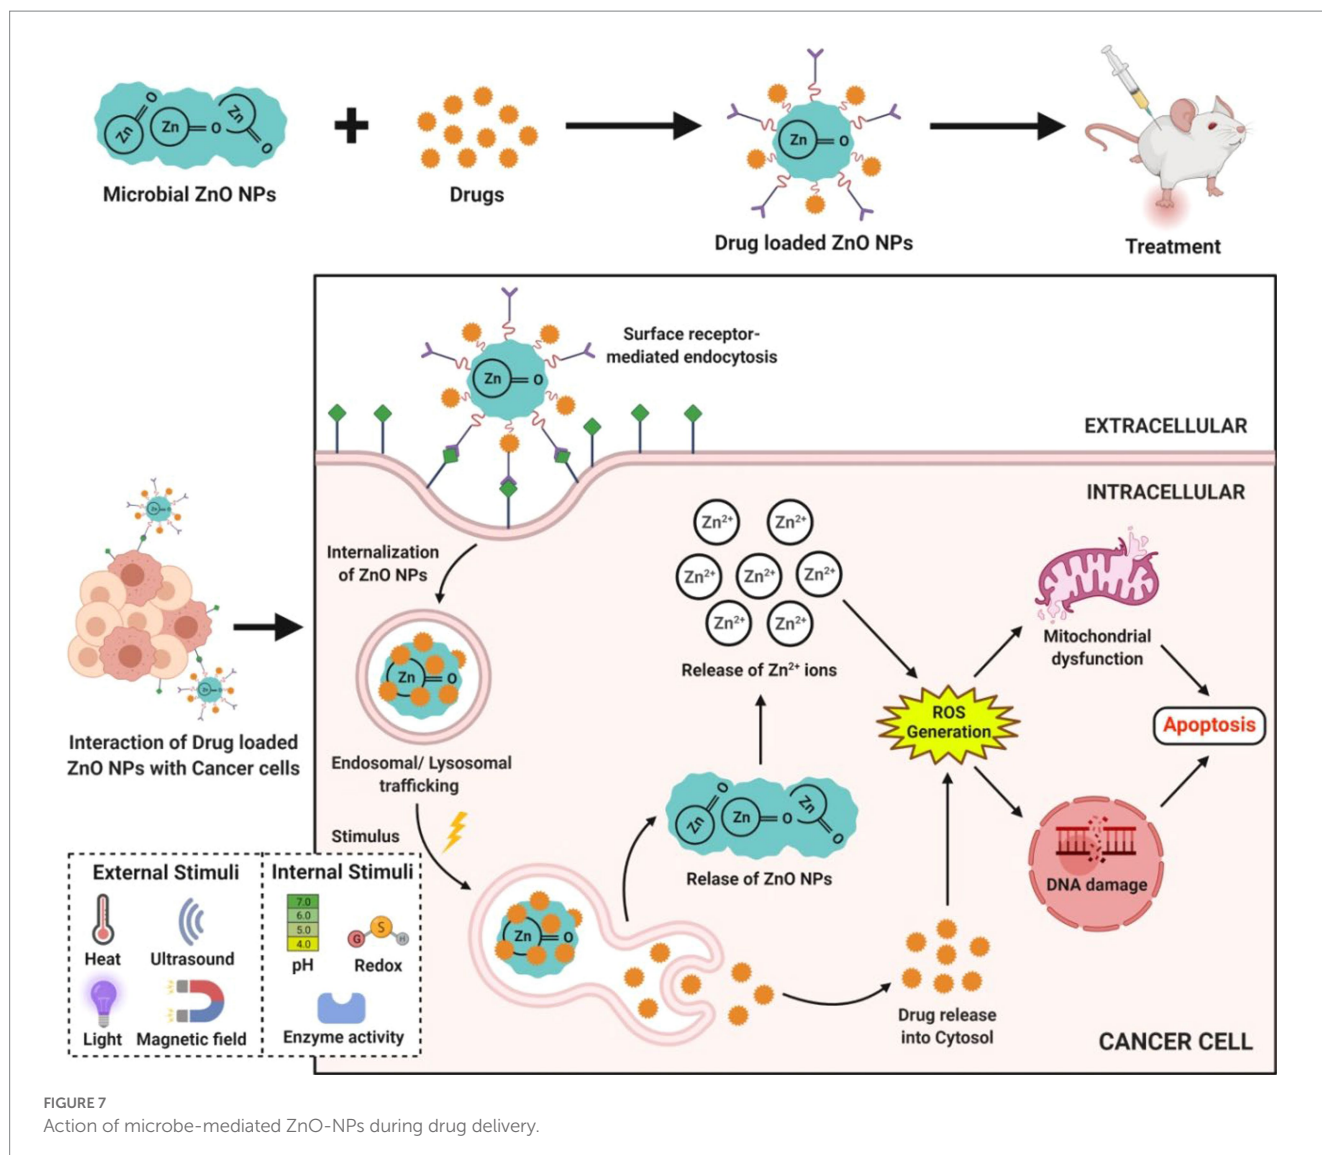 Zn
O
Zn
O
Zn
O
Microbial ZnO NPs
Drugs
Zn
O
Drug loaded ZnO NPs
Treatment
Zn
O
Surface receptor-
mediated endocytosis
EXTRACELLULAR
INTRACELLULAR
Internalization
of ZnO NPs
Zn
O
Endosomal/ Lysosomal
trafficking
Stimulus
Zn
O
Zn
O
Interaction of Drug loaded
ZnO NPs with Cancer cells
Zn²⁺
Zn²⁺
Zn²⁺
Zn²⁺
Zn²⁺
Zn²⁺
Zn²⁺
Release of Zn²⁺ ions
Zn
O
Zn
O
Zn
O
Relase of ZnO NPs
ROS
Generation
Mitochondrial
dysfunction
Apoptosis
DNA damage
Zn
O
Drug release
into Cytosol
CANCER CELL
External Stimuli
Heat
Ultrasound
Light
Magnetic field
Internal Stimuli
7.0
6.0
5.0
4.0
pH
G
S
H
Redox
Enzyme activity
FIGURE 7
Action of microbe-mediated ZnO-NPs during drug delivery.